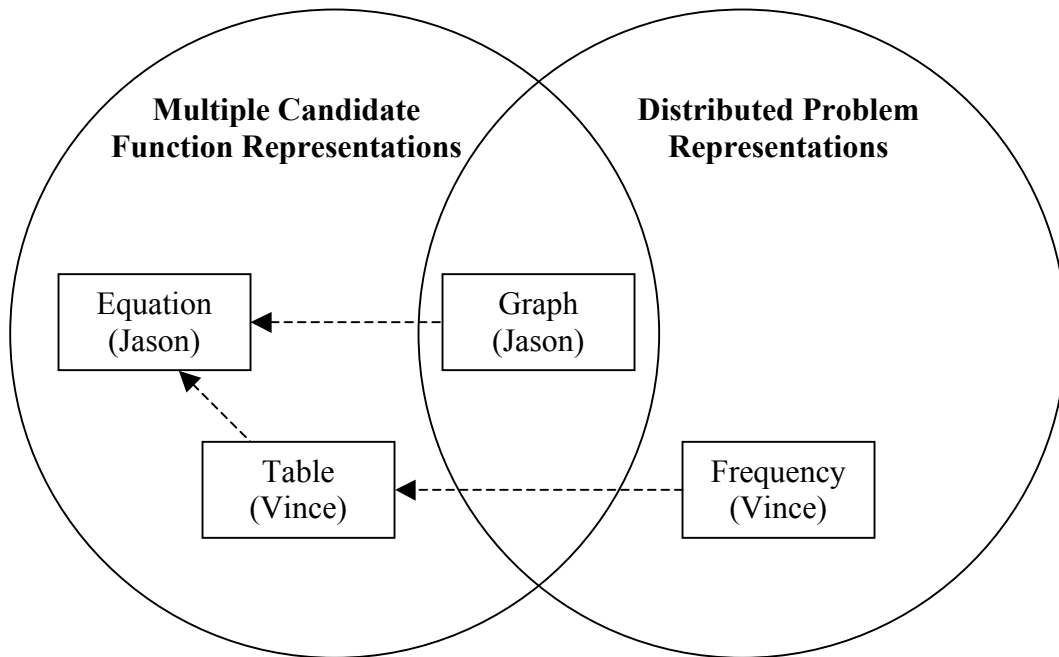 Multiple Candidate
Function Representations
Distributed Problem
Representations
Equation
(Jason)
Graph
(Jason)
Table
(Vince)
Frequency
(Vince)